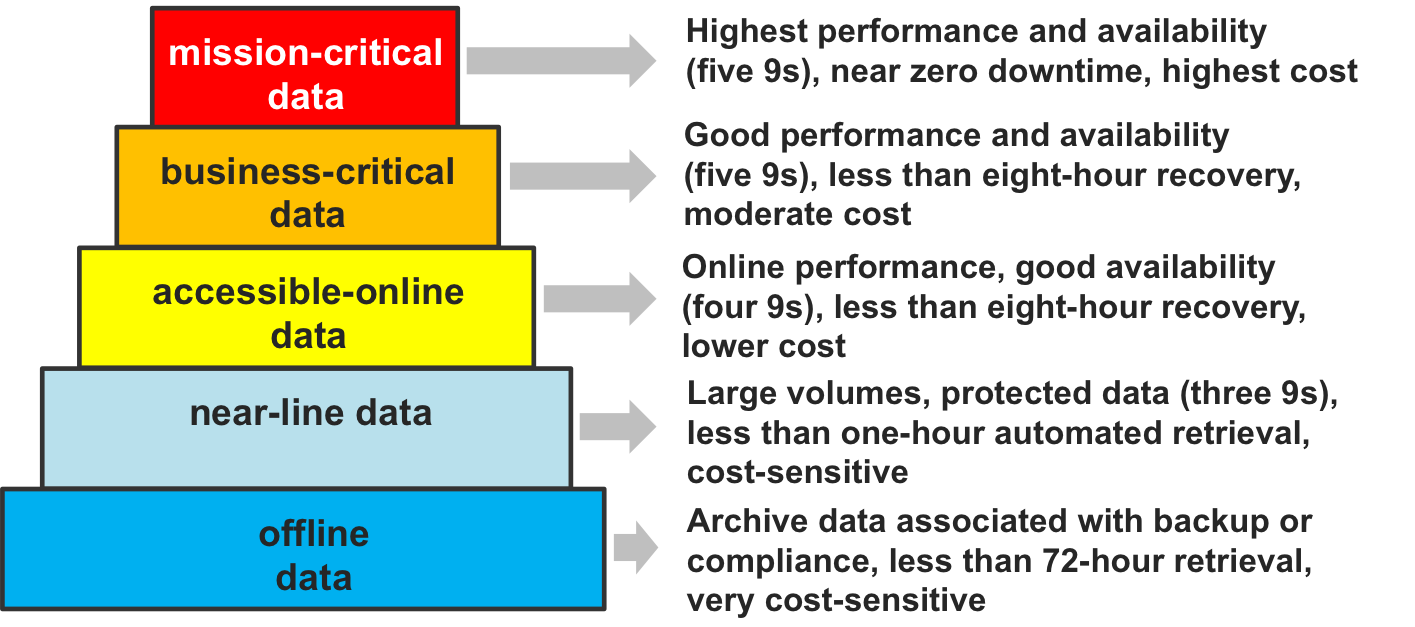 mission-critical
data
Highest performance and availability
(five 9s), near zero downtime, highest cost
business-critical
data
Good performance and availability
(five 9s), less than eight-hour recovery,
moderate cost
accessible-online
data
Online performance, good availability
(four 9s), less than eight-hour recovery,
lower cost
near-line data
Large volumes, protected data (three 9s),
less than one-hour automated retrieval,
cost-sensitive
offline
data
Archive data associated with backup or
compliance, less than 72-hour retrieval,
very cost-sensitive